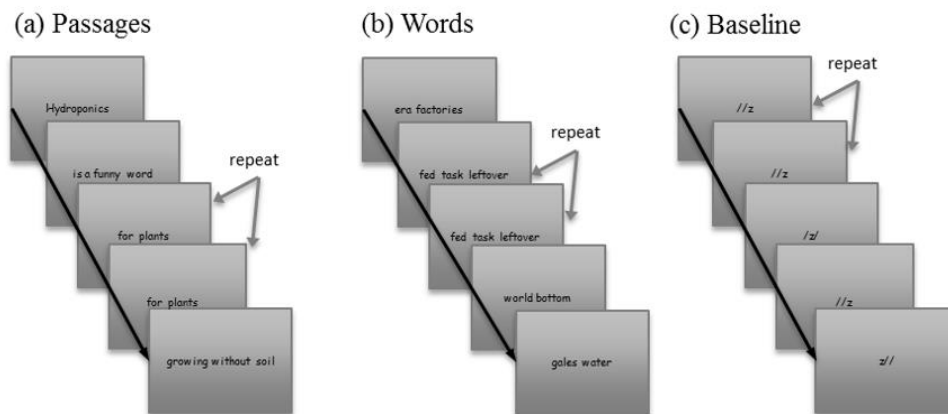 (a) Passages
Hydroponics
is a funny word
repeat
for plants
for plants
growing without soil
(b) Words
era factories
repeat
fed task leftover
fed task leftover
world bottom
gales water
(c) Baseline
repeat
//z
//z
/z/
//z
z//